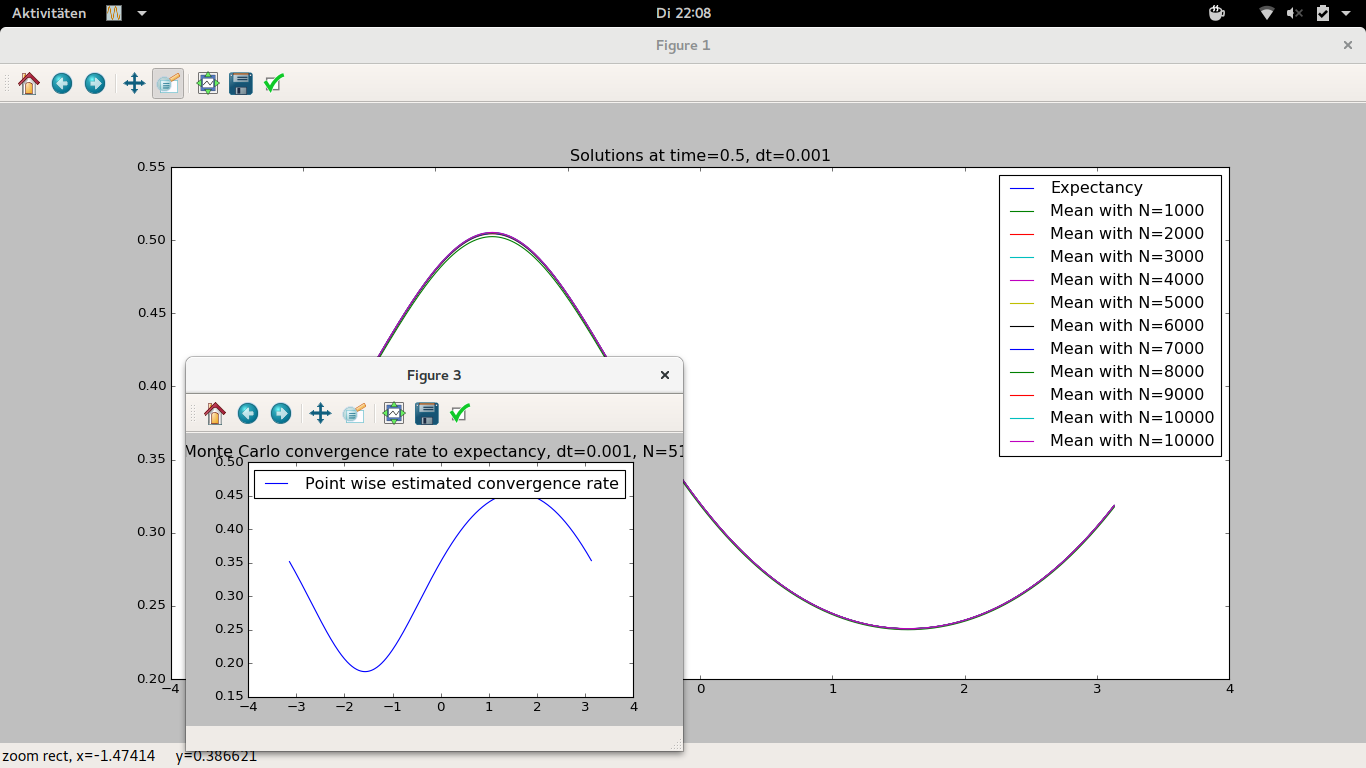 Aktivitäten
Di 22:08
Figure 1
Solutions at time=0.5, dt=0.001
0.55
0.50
0.45
0.40
0.35
0.30
0.25
0.20
Expectancy
Mean with N=1000
Mean with N=2000
Mean with N=3000
Mean with N=4000
Mean with N=5000
Mean with N=6000
Mean with N=7000
Mean with N=8000
Mean with N=9000
Mean with N=10000
Mean with N=10000
−4
0
1
2
3
4
Figure 3
Monte Carlo convergence rate to expectancy, dt=0.001, N=51
Point wise estimated convergence rate
0.50
0.45
0.40
0.35
0.30
0.25
0.20
0.15
−4 −3 −2 −1 0 1 2 3 4
zoom rect, x=-1.47414 y=0.386621